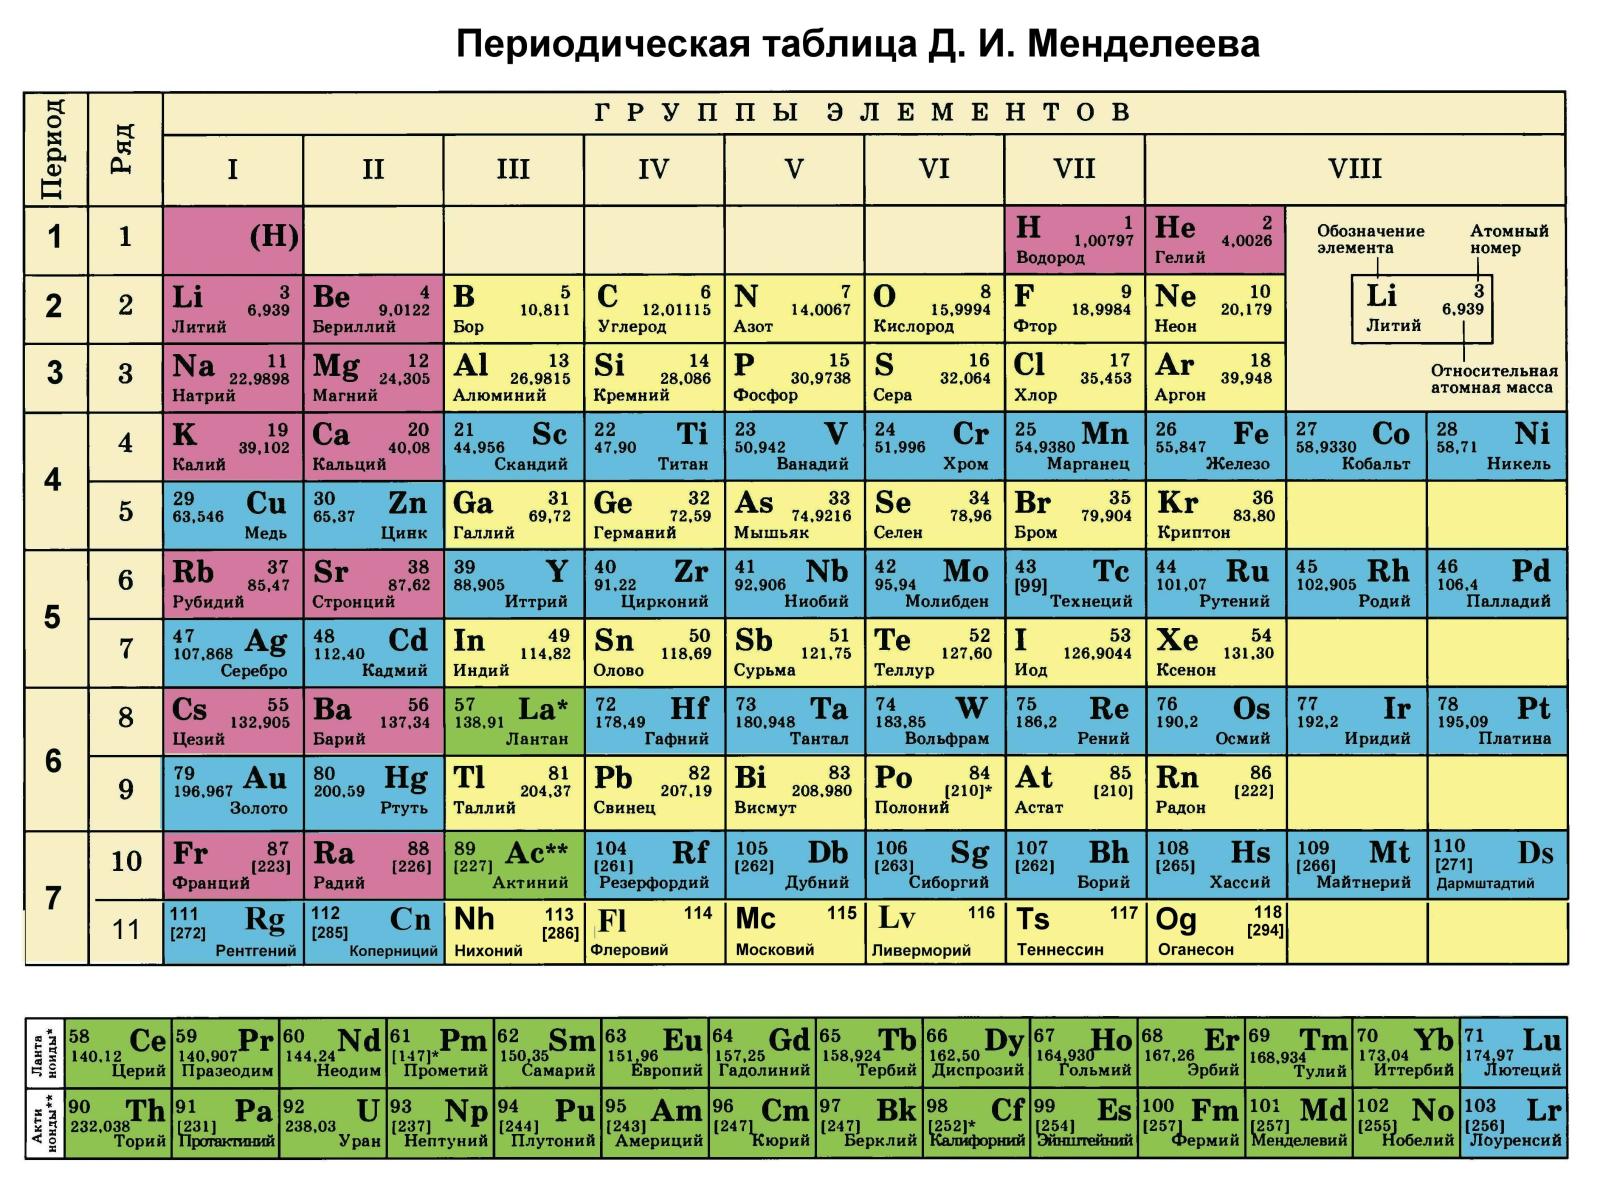 Периодическая таблица Д. И. Менделеева
Период Ряд ГРУППЫ ЭЛЕМЕНТОВ
I II III IV V VI VII VIII
1 1 (H) H 1 1,00797 Водород He 2 4,0026 Гелий
Обозначение элемента Атомный номер
Li 3 6,939 Литий
Относительная атомная масса
2 2 Li 3 6,939 Литий Be 4 9,0122 Бериллий B 5 10,811 Бор C 6 12,01115 Углерод N 7 14,0067 Азот O 8 15,9994 Кислород F 9 18,9984 Фтор Ne 10 20,179 Неон
3 3 Na 11 22,9898 Натрий Mg 12 24,305 Магний Al 13 26,9815 Алюминий Si 14 28,086 Кремний P 15 30,9738 Фосфор S 16 32,064 Сера Cl 17 35,453 Хлор Ar 18 39,948 Аргон
4 4 K 19 39,102 Калий Ca 20 40,08 Кальций 21 Sc 44,956 Скандий 22 Ti 47,90 Титан 23 V 50,942 Ванадий 24 Cr 51,996 Хром 25 Mn 54,9380 Марганец 26 Fe 55,847 Железо 27 Co 58,9330 Кобальт 28 Ni 58,71 Никель
5 29 Cu 63,546 Медь 30 Zn 65,37 Цинк Ga 31 69,72 Галлий Ge 32 72,59 Германий As 33 74,9216 Мышьяк Se 34 78,96 Селен Br 35 79,904 Бром Kr 36 83,80 Криптон
5 6 Rb 37 85,47 Рубидий Sr 38 87,62 Стронций 39 Y 88,905 Иттрий 40 Zr 91,22 Цирконий 41 Nb 92,906 Ниобий 42 Mo 95,94 Молибден 43 Tc [99] Технеций 44 Ru 101,07 Рутений 45 Rh 102,905 Родий 46 Pd 106,4 Палладий
7 47 Ag 107,868 Серебро 48 Cd 112,40 Кадмий In 49 114,82 Индий Sn 50 118,69 Олово Sb 51 121,75 Сурьма Te 52 127,60 Теллур I 53 126,9044 Иод Xe 54 131,30 Ксенон
6 8 Cs 55 132,905 Цезий Ba 56 137,34 Барий 57 La* 138,91 Лантан 72 Hf 178,49 Гафний 73 Ta 180,948 Тантал 74 W 183,85 Вольфрам 75 Re 186,2 Рений 76 Os 190,2 Осмий 77 Ir 192,2 Иридий 78 Pt 195,09 Платина
9 79 Au 196,967 Золото 80 Hg 200,59 Ртуть Tl 81 204,37 Таллий Pb 82 207,19 Свинец Bi 83 208,980 Висмут Po 84 [210]* Полоний At 85 [210] Астат Rn 86 [222] Радон
7 10 Fr 87 [223] Франций Ra 88 [226] Радий 89 Ac** [227] Актиний 104 Rf [261] Резерфордий 105 Db [262] Дубний 106 Sg [263] Сиборгий 107 Bh [262] Борий 108 Hs [265] Хассий 109 Mt [266] Майтнерий 110 Ds [271] Дармштадтий
11 111 Rg [272] Рентгений 112 Cn [285] Коперниций Nh 113 [286] Нихоний Fl 114 Флеровий Mc 115 Московий Lv 116 Ливерморий Ts 117 Теннессин Og 118 [294] Оганесон
Ланта ноиды* 58 Ce 140,12 Церий 59 Pr 140,907 Празеодим 60 Nd 144,24 Неодим 61 Pm [147]* Прометий 62 Sm 150,35 Самарий 63 Eu 151,96 Европий 64 Gd 157,25 Гадолиний 65 Tb 158,924 Тербий 66 Dy 162,50 Диспрозий 67 Ho 164,930 Гольмий 68 Er 167,26 Эрбий 69 Tm 168,934 Тулий 70 Yb 173,04 Иттербий 71 Lu 174,97 Лютеций
Акти ноиды** 90 Th 232,038 Торий 91 Pa [231] Протактиний 92 U 238,03 Уран 93 Np [237] Нептуний 94 Pu [244] Плутоний 95 Am [243] Америций 96 Cm [247] Кюрий 97 Bk [247] Берклий 98 Cf [252]* Калифорний 99 Es [254] Эйнштейний 100 Fm [257] Фермий 101 Md [257] Менделевий 102 No [255] Нобелий 103 Lr [256] Лоуренсий